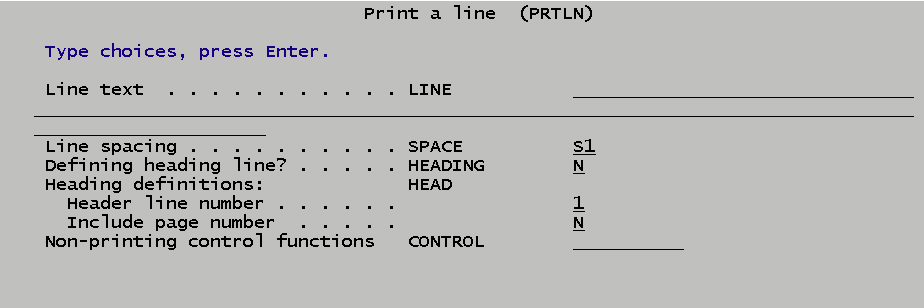 Print a line (PRTLN)
Type choices, press Enter.
Line text . . . . . . . . . . . LINE
Line spacing . . . . . . . . . . SPACE S1
Defining heading line? . . . . . HEADING N
Heading definitions: HEAD
Header line number . . . . . . 1
Include page number . . . . . N
Non-printing control functions CONTROL